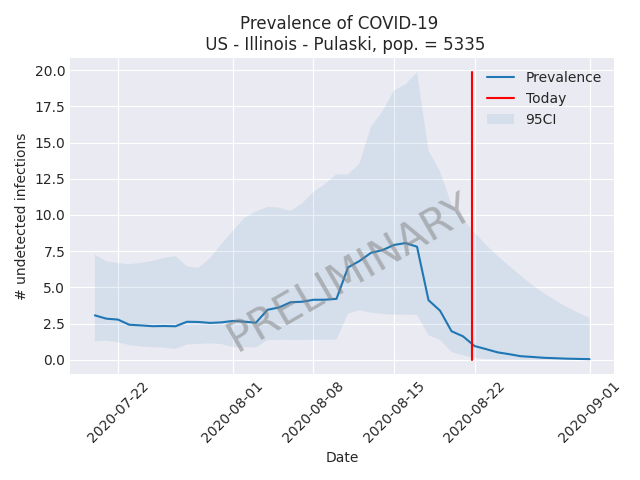 Prevalence of COVID-19
US - Illinois - Pulaski, pop. = 5335
# undetected infections
20.0
17.5
15.0
12.5
10.0
7.5
5.0
2.5
0.0
Prevalence
Today
95CI
PRELIMINARY
2020-07-22
2020-08-01
2020-08-08
2020-08-15
2020-08-22
2020-09-01
Date